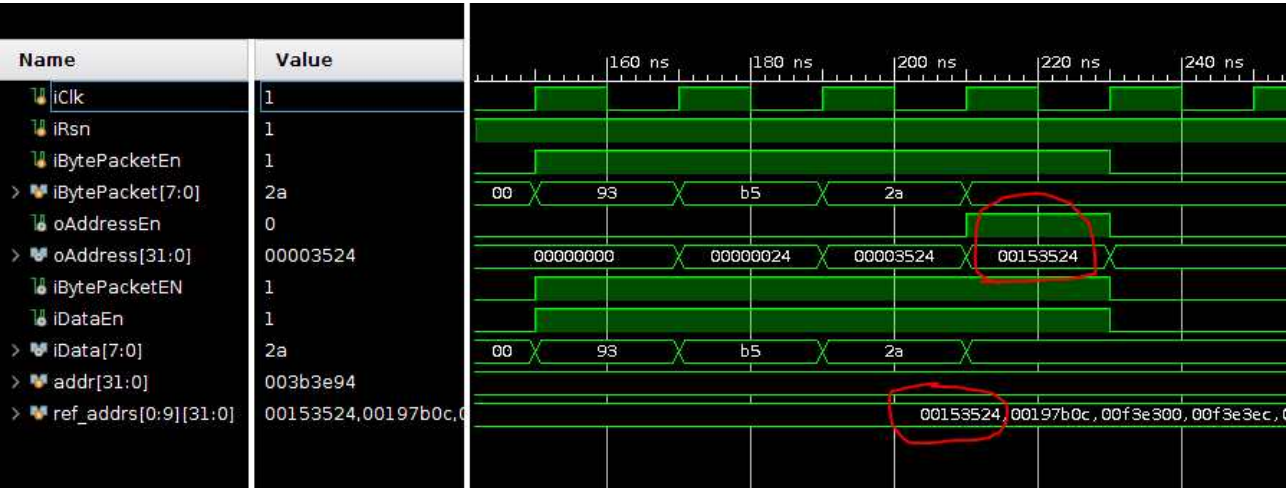 Name Value
160 ns 180 ns 200 ns 220 ns 240 ns
iClk 1
iRsn 1
iBytePacketEn 1
iBytePacket[7:0] 2a 00 93 b5 2a
oAddressEn 0
oAddress[31:0] 00003524 00000000 00000024 00003524 00153524
iBytePacketEN 1
iDataEn 1
iData[7:0] 2a 00 93 b5 2a
addr[31:0] 003b3e94
ref_addrs[0:9][31:0] 00153524,00197b0c,0 00153524,00197b0c,00f3e300,00f3e3ec,0